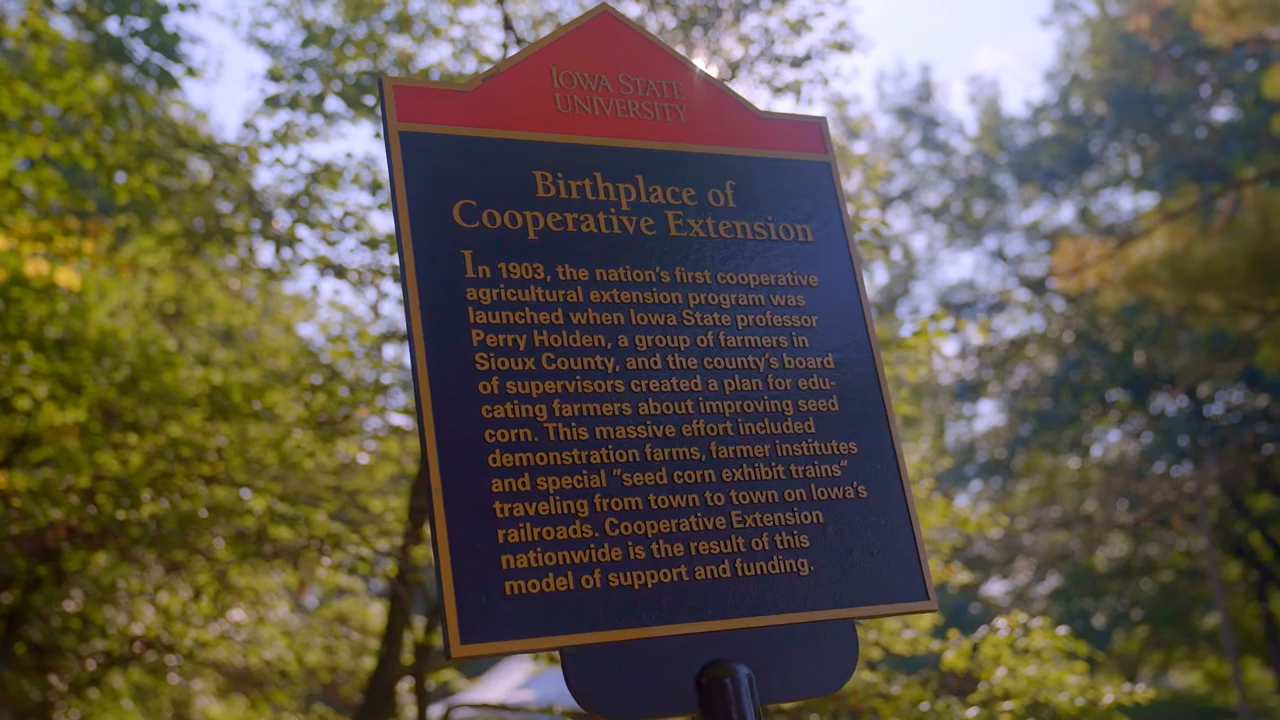 IOWA STATE
UNIVERSITY
Birthplace of
Cooperative Extension
In 1903, the nation's first cooperative
agricultural extension program was
launched when Iowa State professor
Perry Holden, a group of farmers in
Sioux County, and the county's board
of supervisors created a plan for edu-
cating farmers about improving seed
corn. This massive effort included
demonstration farms, farmer institutes
and special "seed corn exhibit trains"
traveling from town to town on Iowa's
railroads. Cooperative Extension
nationwide is the result of this
model of support and funding.